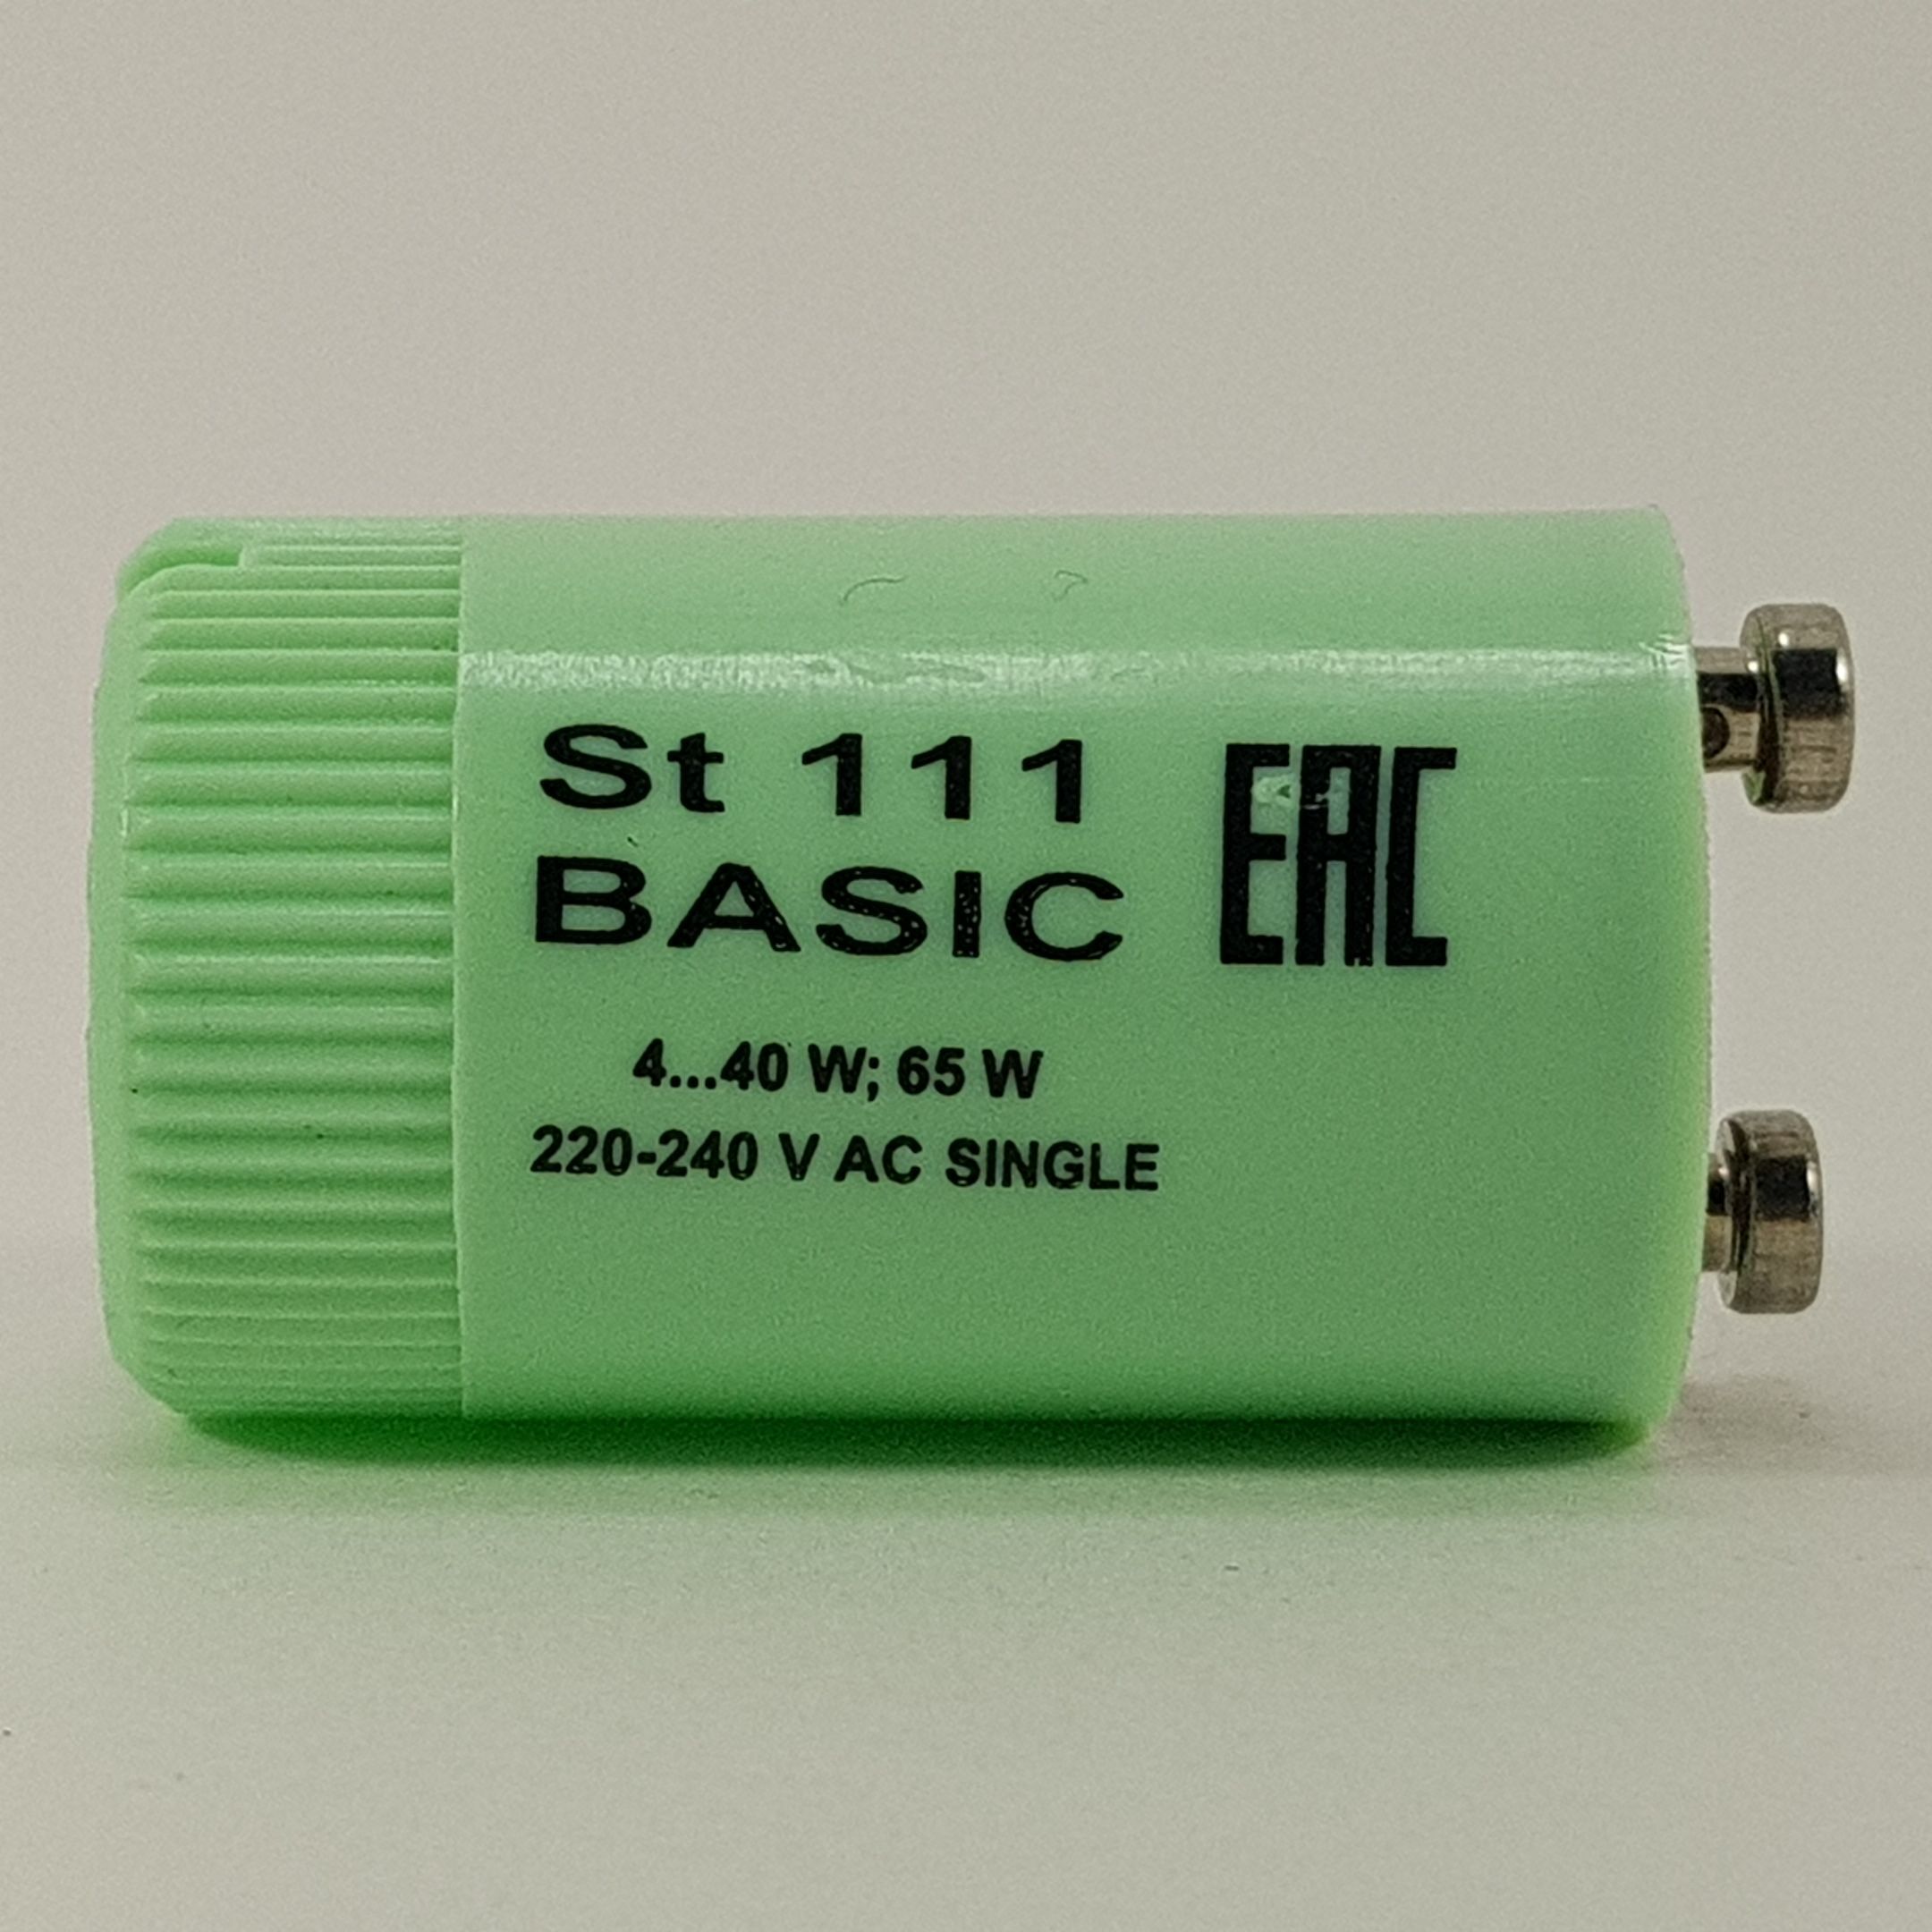 St 111
BASIC
EAC
4...40 W; 65 W
220-240 V AC SINGLE